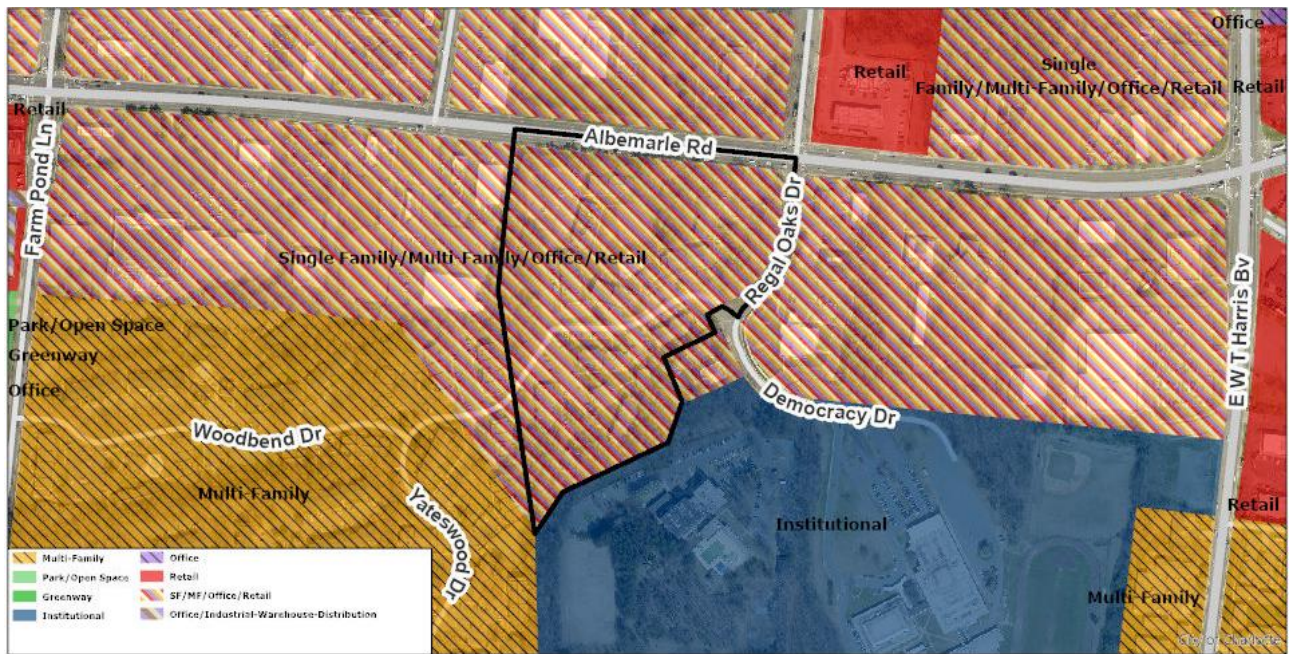 Office
Retail
Single
Family/Multi-Family/Office/Retail
Retail
Retail
Albemarle Rd
Farm Pond Ln
Regal Oaks Dr
Single Family/Multi-Family/Office/Retail
E W T Harris Bv
Park/Open Space
Greenway
Office
Democracy Dr
Woodbend Dr
Multi-Family
Yateswood Dr
Institutional
Retail
Multi-Family
Multi-Family
Office
Park/Open Space
Retail
Greenway
SF/MF/Office/Retail
Institutional
Office/Industrial-Warehouse-Distribution
City of Charlotte